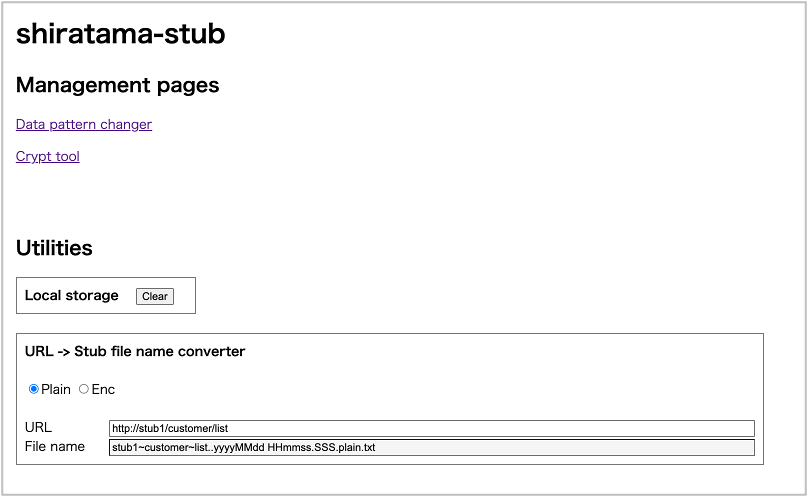 shiratama-stub
Management pages
Data pattern changer
Crypt tool
Utilities
Local storage Clear
URL -> Stub file name converter
Plain Enc
URL http://stub1/customer/list
File name stub1~customer~list..yyyyMMdd HHmmss.SSS.plain.txt